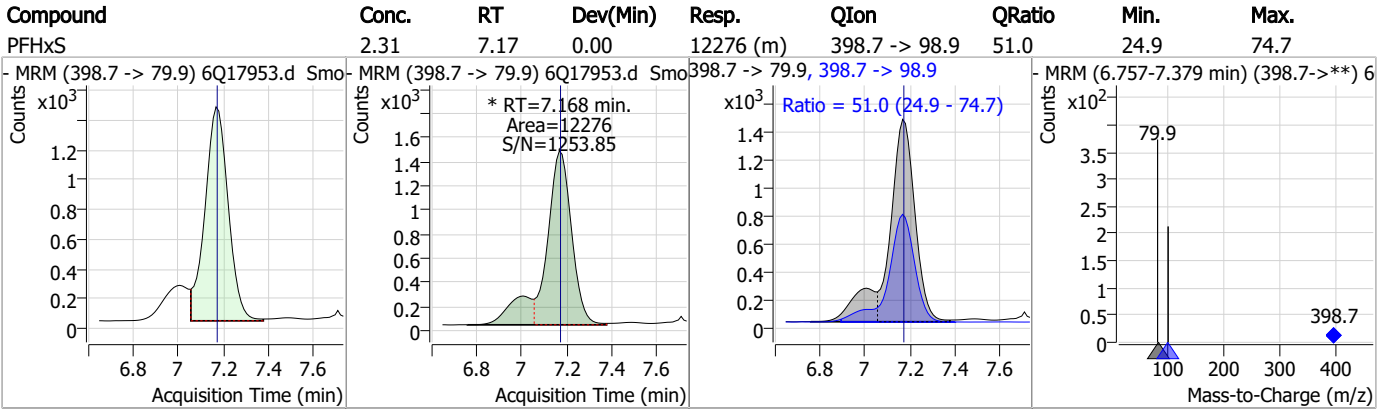 Compound Conc. RT Dev(Min) Resp. QIon QRatio Min. Max.
PFHxS 2.31 7.17 0.00 12276 (m) 398.7 -> 98.9 51.0 24.9 74.7
- MRM (398.7 -> 79.9) 6Q17953.d Smo
Counts
x10³
1.2
1
0.8
0.6
0.4
0.2
0
6.8 7 7.2 7.4 7.6
Acquisition Time (min)
- MRM (398.7 -> 79.9) 6Q17953.d Smo
Counts
x10³
* RT=7.168 min.
Area=12276
S/N=1253.85
1.6
1.4
1.2
1
0.8
0.6
0.4
0.2
0
6.8 7 7.2 7.4 7.6
Acquisition Time (min)
398.7 -> 79.9, 398.7 -> 98.9
Counts
x10³
Ratio = 51.0 (24.9 - 74.7)
1.4
1.2
1
0.8
0.6
0.4
0.2
0
6.8 7 7.2 7.4 7.6
Acquisition Time (min)
- MRM (6.757-7.379 min) (398.7->**) 6
Counts
x10²
79.9
3.5
3
2.5
2
1.5
1
0.5
0
398.7
100 200 300 400
Mass-to-Charge (m/z)